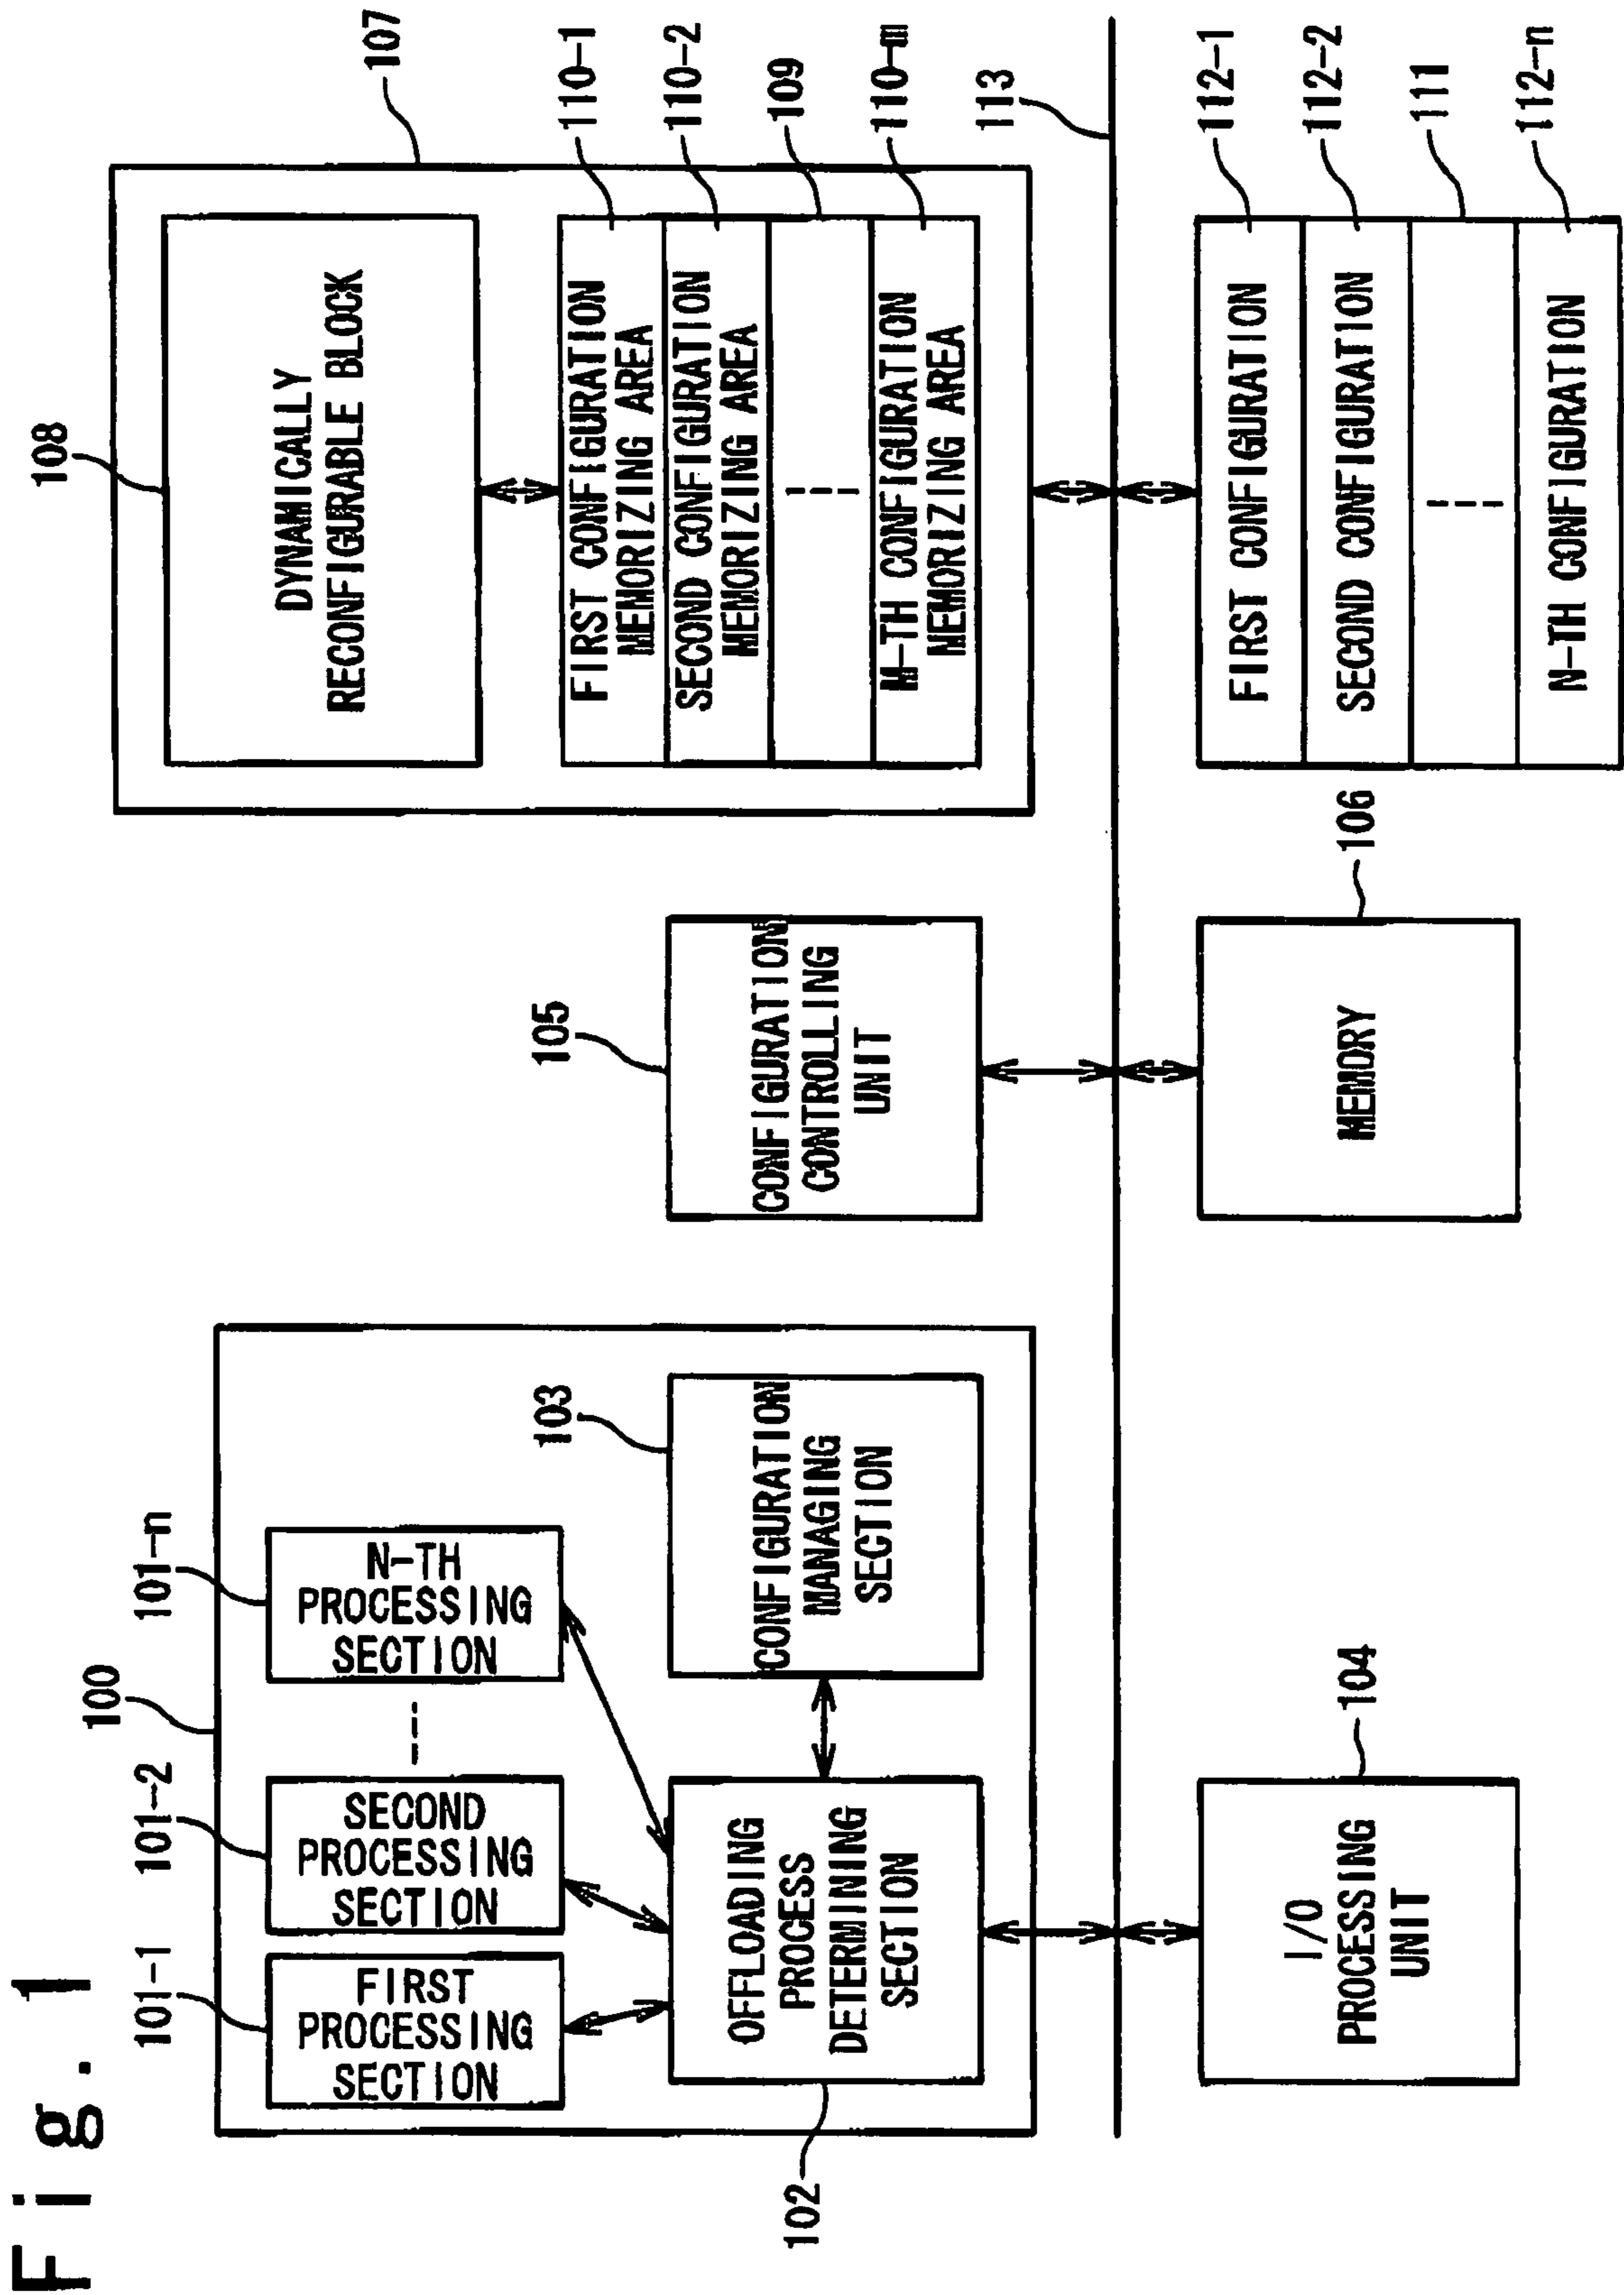 Fig. 1
100
101-1
101-2
101-n
FIRST
PROCESSING
SECTION
SECOND
PROCESSING
SECTION
N-TH
PROCESSING
SECTION
102
OFFLOADING
PROCESS
DETERMINING
SECTION
103
CONFIGURATION
MANAGING
SECTION
104
I/O
PROCESSING
UNIT
105
CONFIGURATION
CONTROLLING
UNIT
106
MEMORY
107
108
DYNAMICALLY
RECONFIGURABLE BLOCK
FIRST CONFIGURATION
MEMORIZING AREA
110-1
SECOND CONFIGURATION
MEMORIZING AREA
110-2
109
M-TH CONFIGURATION
MEMORIZING AREA
110-m
113
FIRST CONFIGURATION
112-1
SECOND CONFIGURATION
112-2
111
N-TH CONFIGURATION
112-n